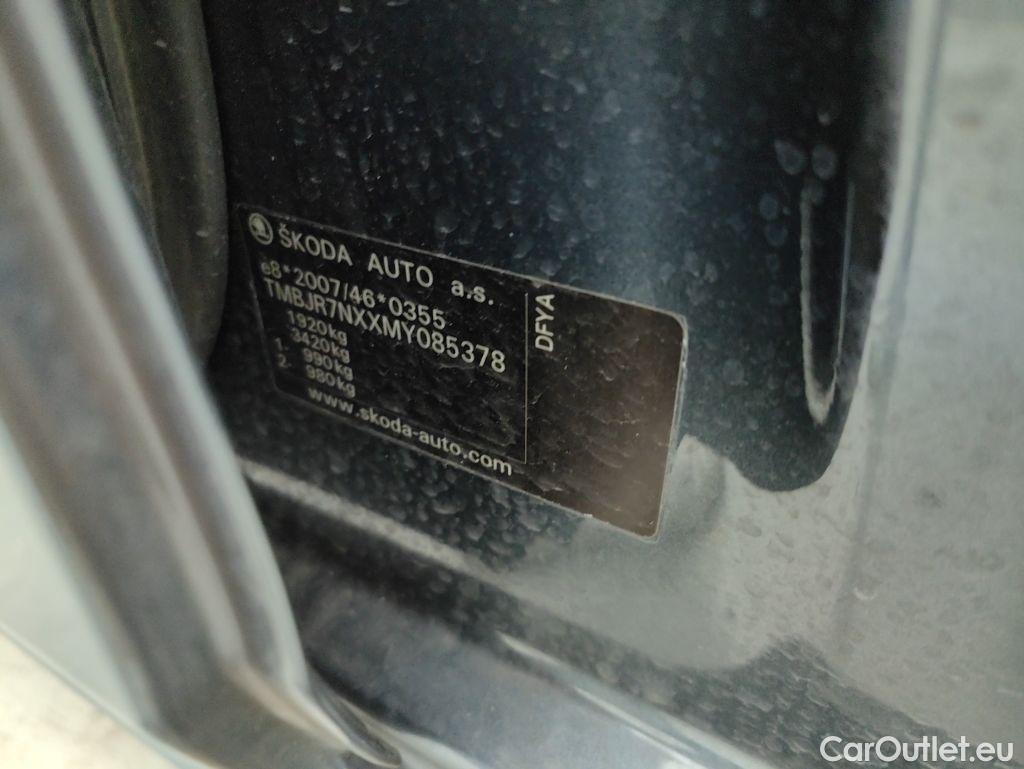 ŠKODA AUTO a.s.
e8*2007/46*0355
TMBJR7NXXMY085378
1920kg
3420kg
1- 990kg
2- 980kg
www.skoda-auto.com
DFYA
CarOutlet.eu